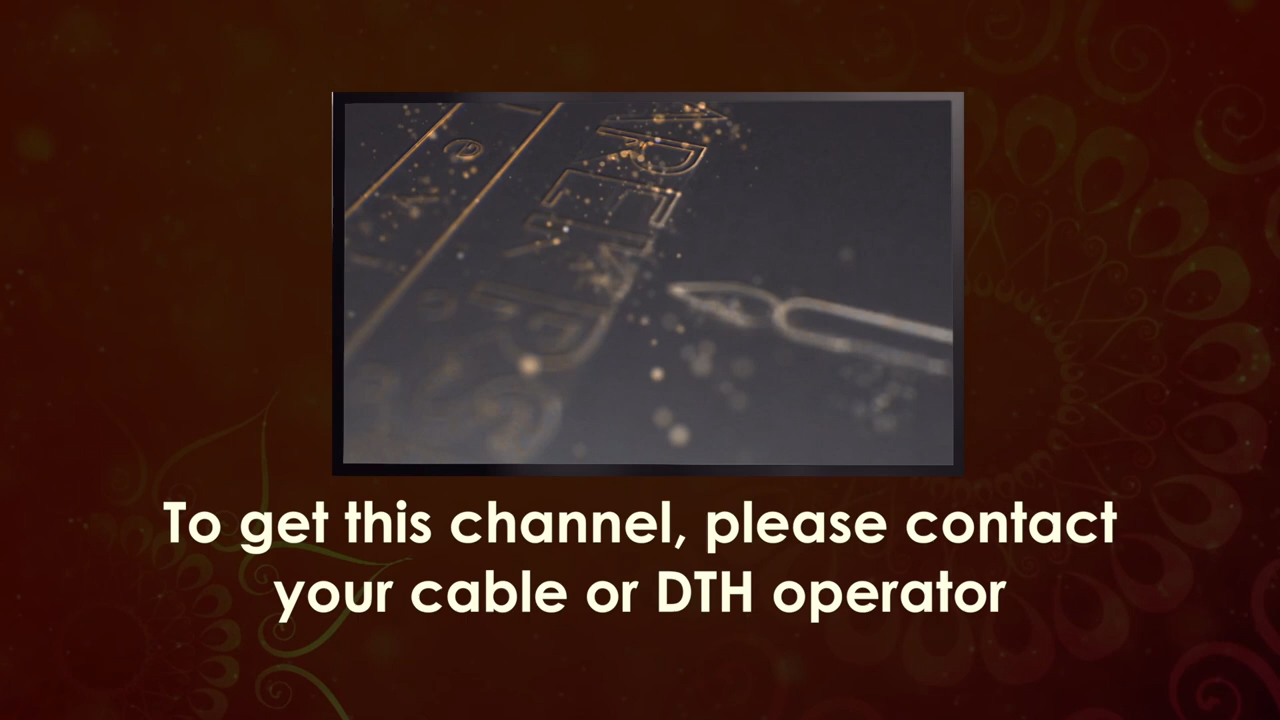 To get this channel, please contact
your cable or DTH operator